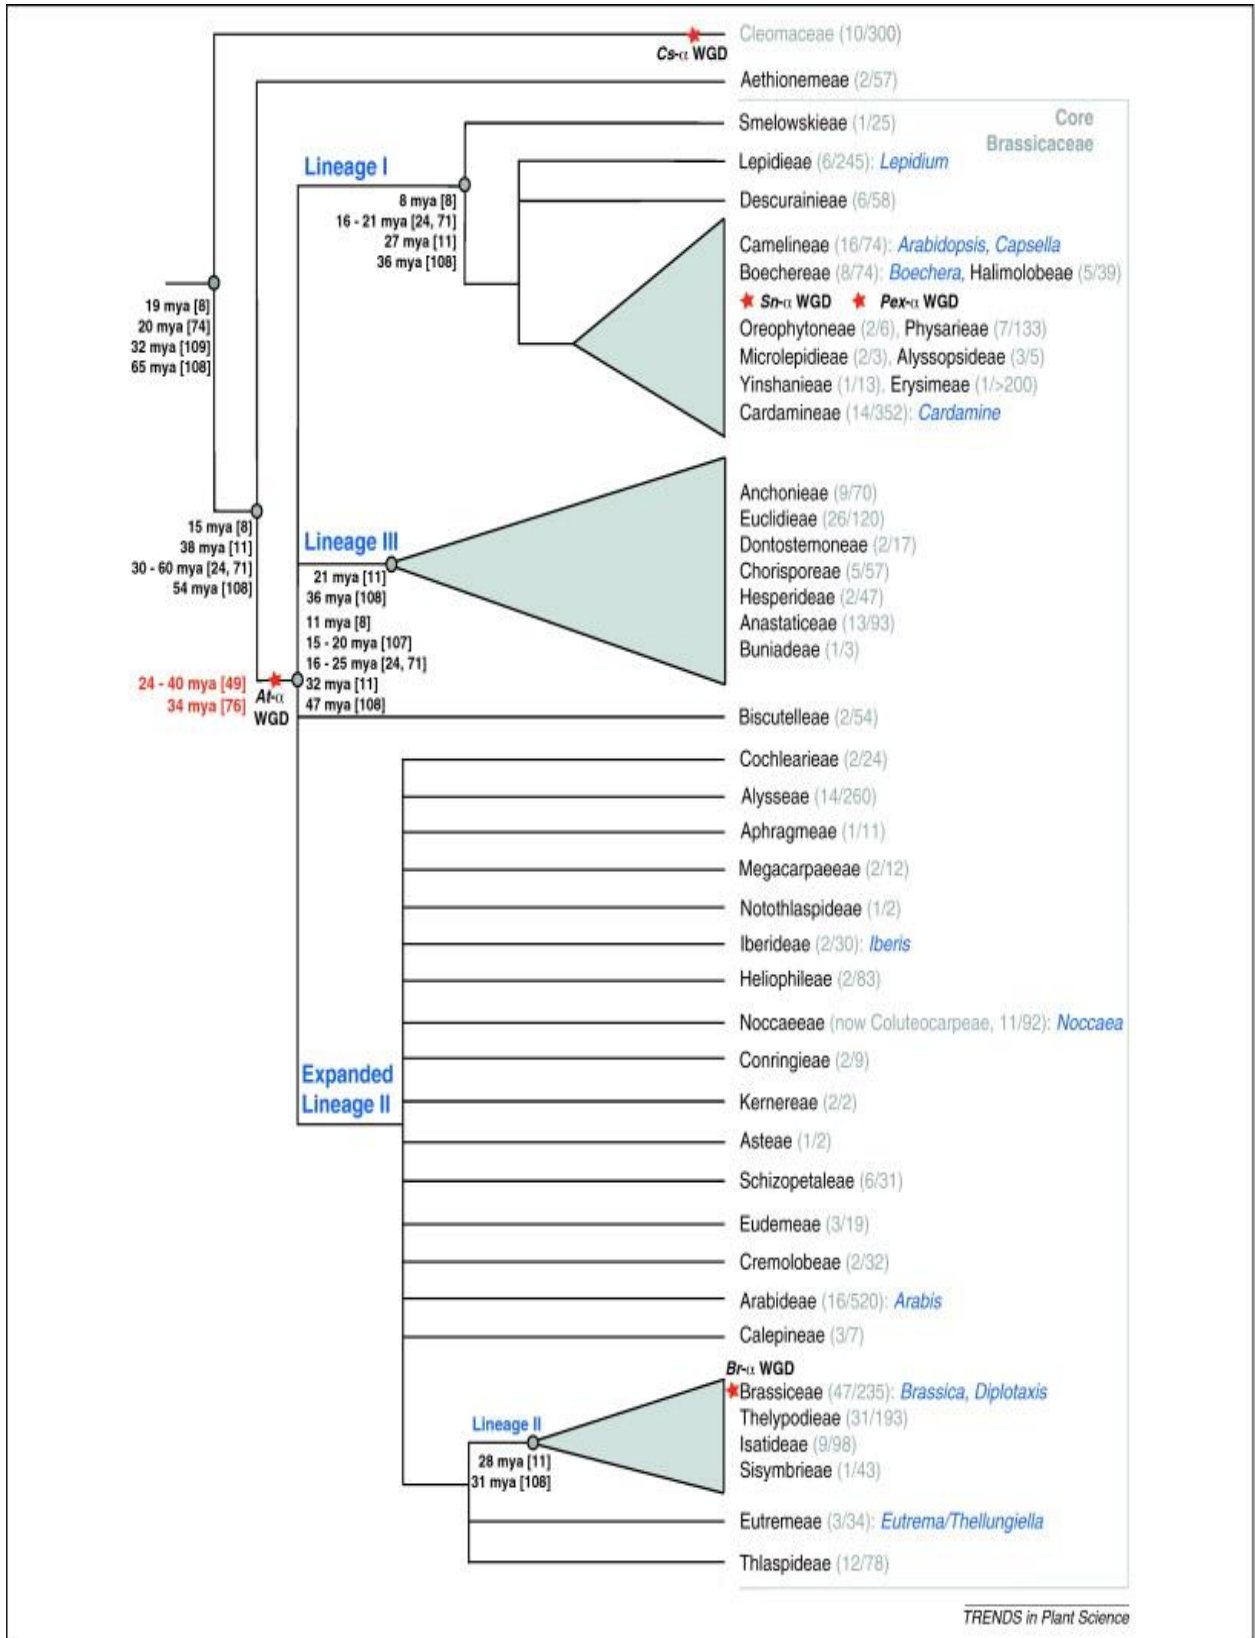 Cleomaceae (10/300)
Cs-α WGD
Aethionemeae (2/57)
Core
Brassicaceae
Smelowskieae (1/25)
Lineage I
Lepidieae (6/245): Lepidium
8 mya [8]
16 - 21 mya [24, 71]
27 mya [11]
36 mya [108]
Descurainieae (6/58)
Camelineae (16/74): Arabidopsis, Capsella
Boechereae (8/74): Boechera, Halimolobeae (5/39)
Sn-α WGD Pex-α WGD
Oreophytoneae (2/6), Physarieae (7/133)
Microlepidieae (2/3), Alyssopsideae (3/5)
Yinshanieae (1/13), Erysimeae (1/>200)
Cardamineae (14/352): Cardamine
19 mya [8]
20 mya [74]
32 mya [109]
65 mya [108]
Anchonieae (9/70)
Euclidieae (26/120)
Dontostemoneae (2/17)
Chorisporeae (5/57)
Hesperideae (2/47)
Anastaticeae (13/93)
Buniadeae (1/3)
15 mya [8]
38 mya [11]
30 - 60 mya [24, 71]
54 mya [108]
Lineage III
21 mya [11]
36 mya [108]
11 mya [8]
15 - 20 mya [107]
16 - 25 mya [24, 71]
32 mya [11]
47 mya [108]
24 - 40 mya [49]
34 mya [76]
At-α
WGD
Biscutelleae (2/54)
Cochlearieae (2/24)
Alysseae (14/260)
Aphragmeae (1/11)
Megacarpaeeae (2/12)
Notothlaspideae (1/2)
Iberideae (2/30): Iberis
Heliophileae (2/83)
Noccaeeae (now Coluteocarpeae, 11/92): Noccaea
Conringieae (2/9)
Expanded
Lineage II
Kernereae (2/2)
Asteae (1/2)
Schizopetaleae (6/31)
Eudemeae (3/19)
Cremolobeae (2/32)
Arabideae (16/520): Arabis
Calepineae (3/7)
Br-α WGD
Brassiceae (47/235): Brassica, Diplotaxis
Thelypodieae (31/193)
Isatideae (9/98)
Sisymbrieae (1/43)
Lineage II
28 mya [11]
31 mya [108]
Eutremeae (3/34): Eutrema/Thellungiella
Thlaspideae (12/78)
TRENDS in Plant Science